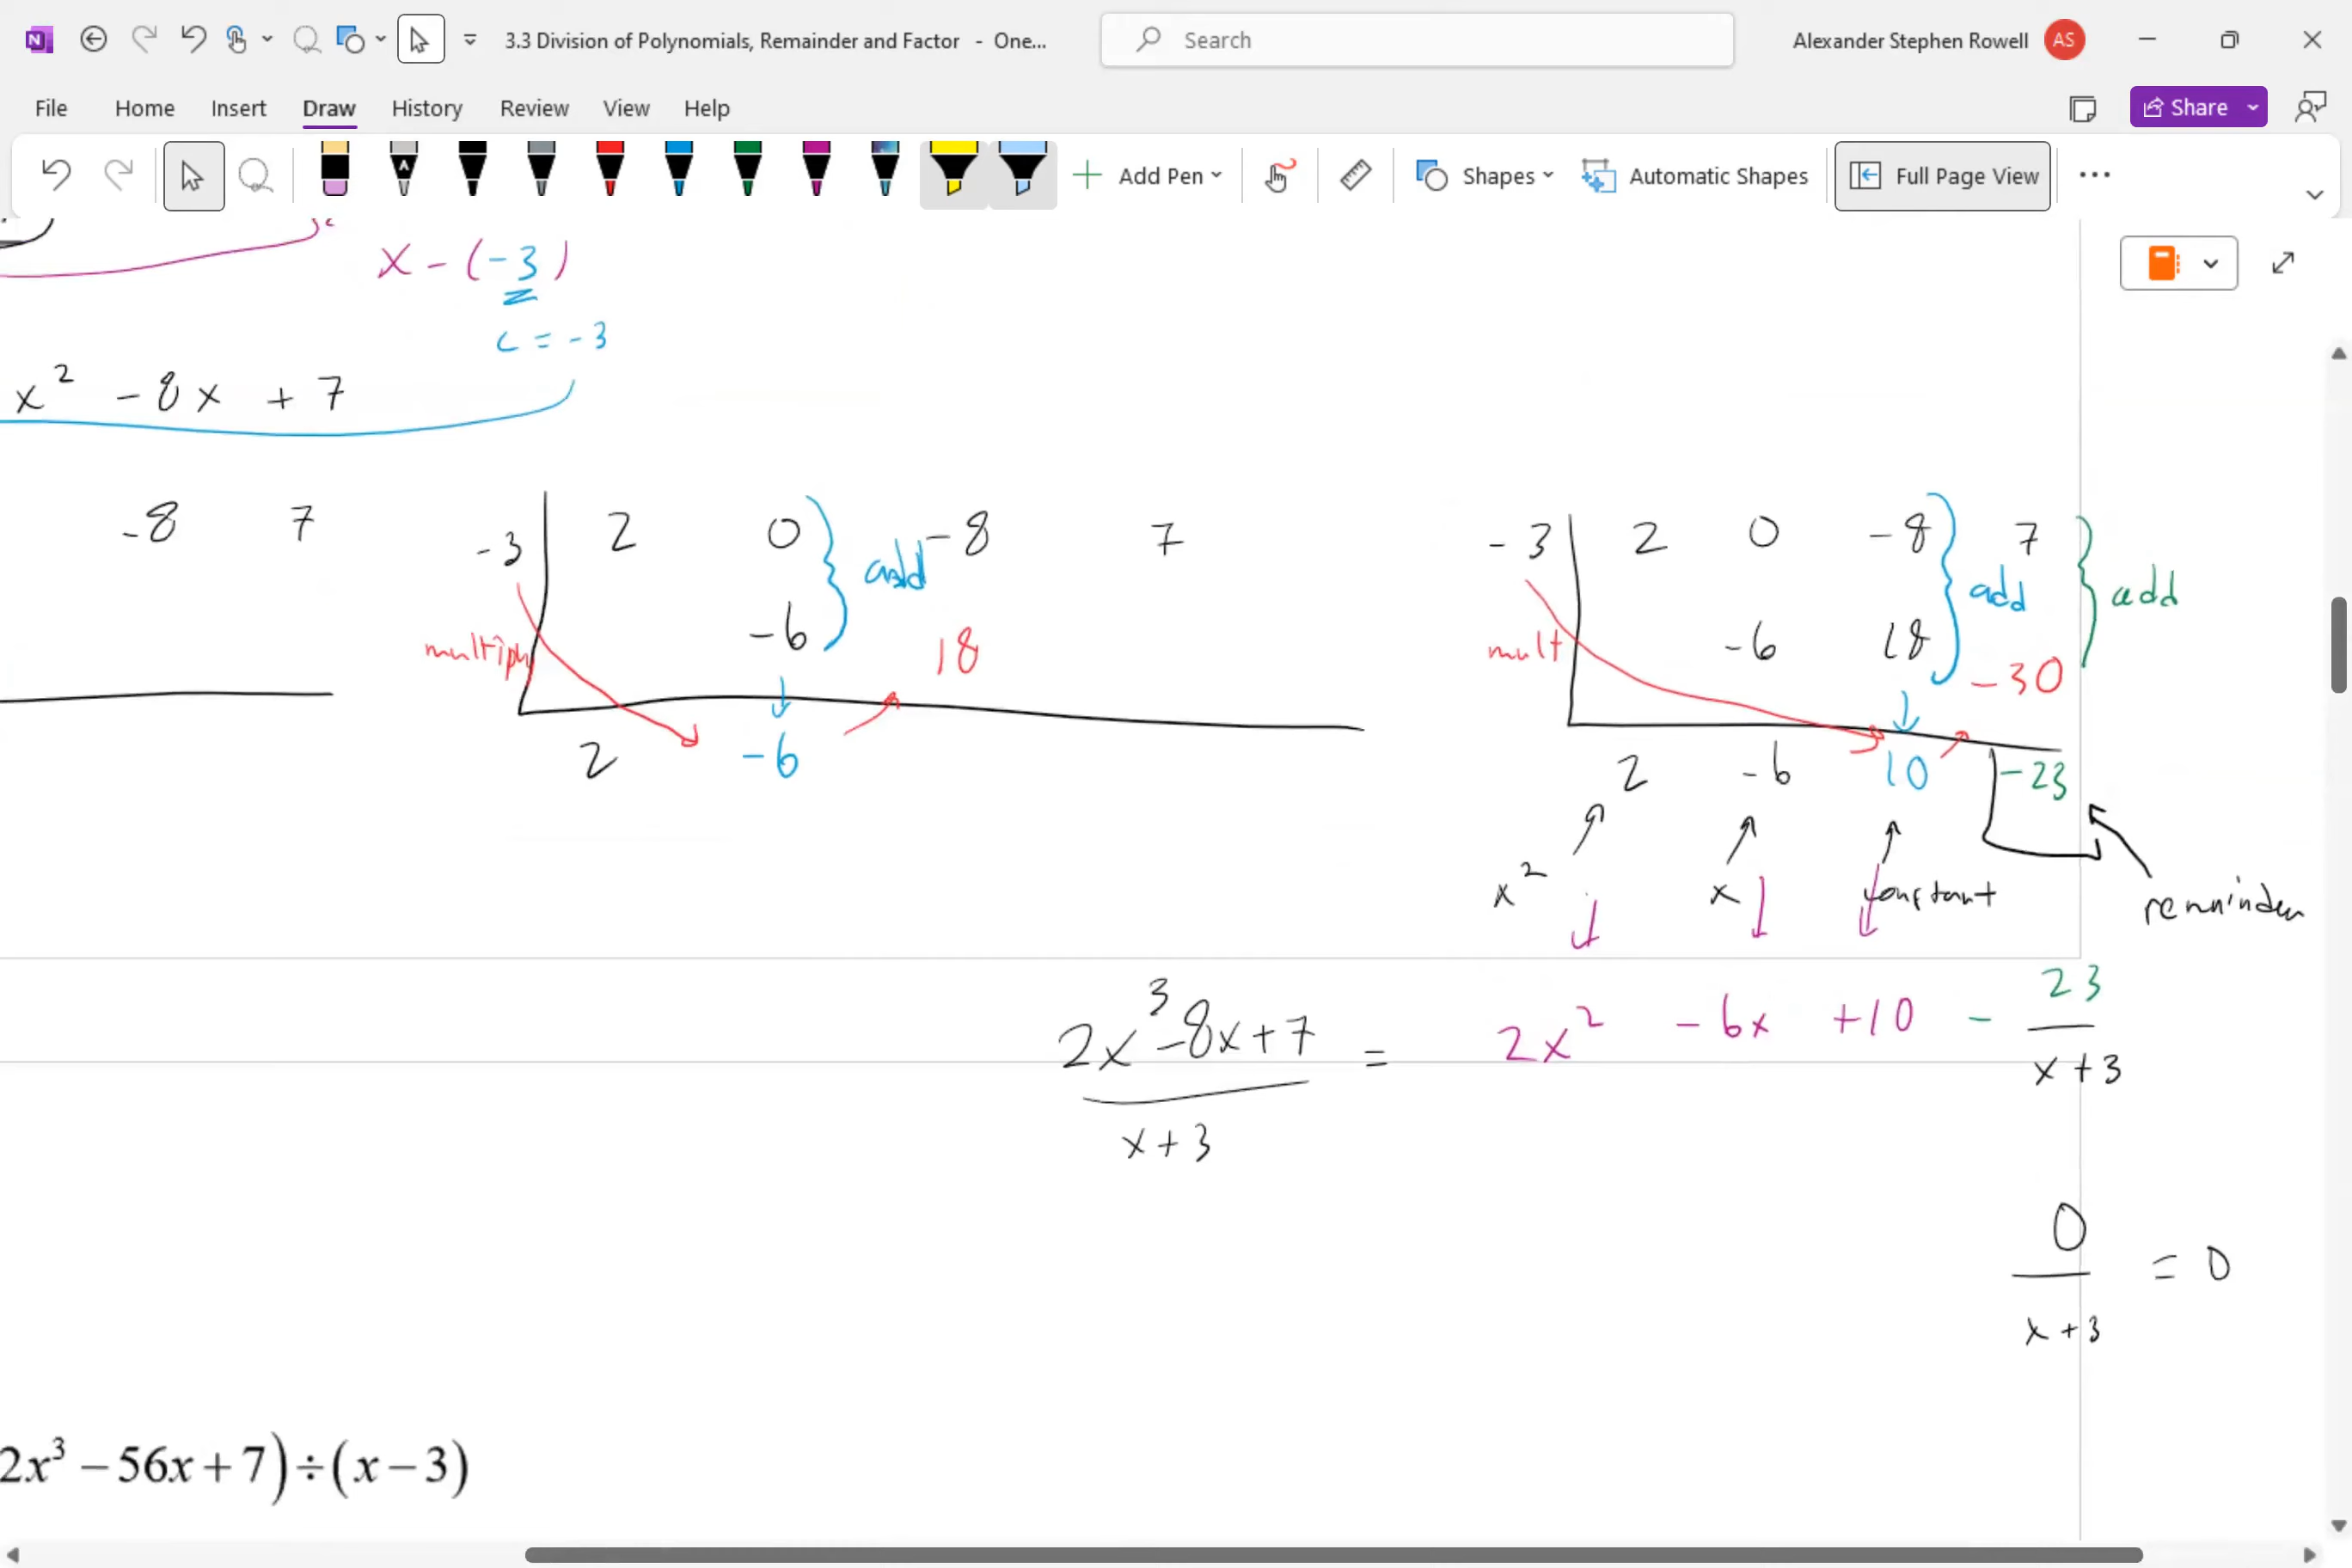 3.3 Division of Polynomials, Remainder and Factor - One...
Search
Alexander Stephen Rowell
AS
File Home Insert Draw History Review View Help
Share
Add Pen
Shapes
Automatic Shapes
Full Page View
x - (-3)
c = -3
x² - 8x + 7
-8 7
-3 2 0 -8 7
add
-6
multiply
18
2 -6
-3 2 0 -8 7
add
add
mult
-6 18 -30
2 -6 10 -23
x² x constant
remainder
2x³ - 8x + 7 / x + 3 = 2x² - 6x + 10 - 23 / x + 3
0 / x + 3 = 0
2x³ − 56x + 7) ÷ (x − 3)